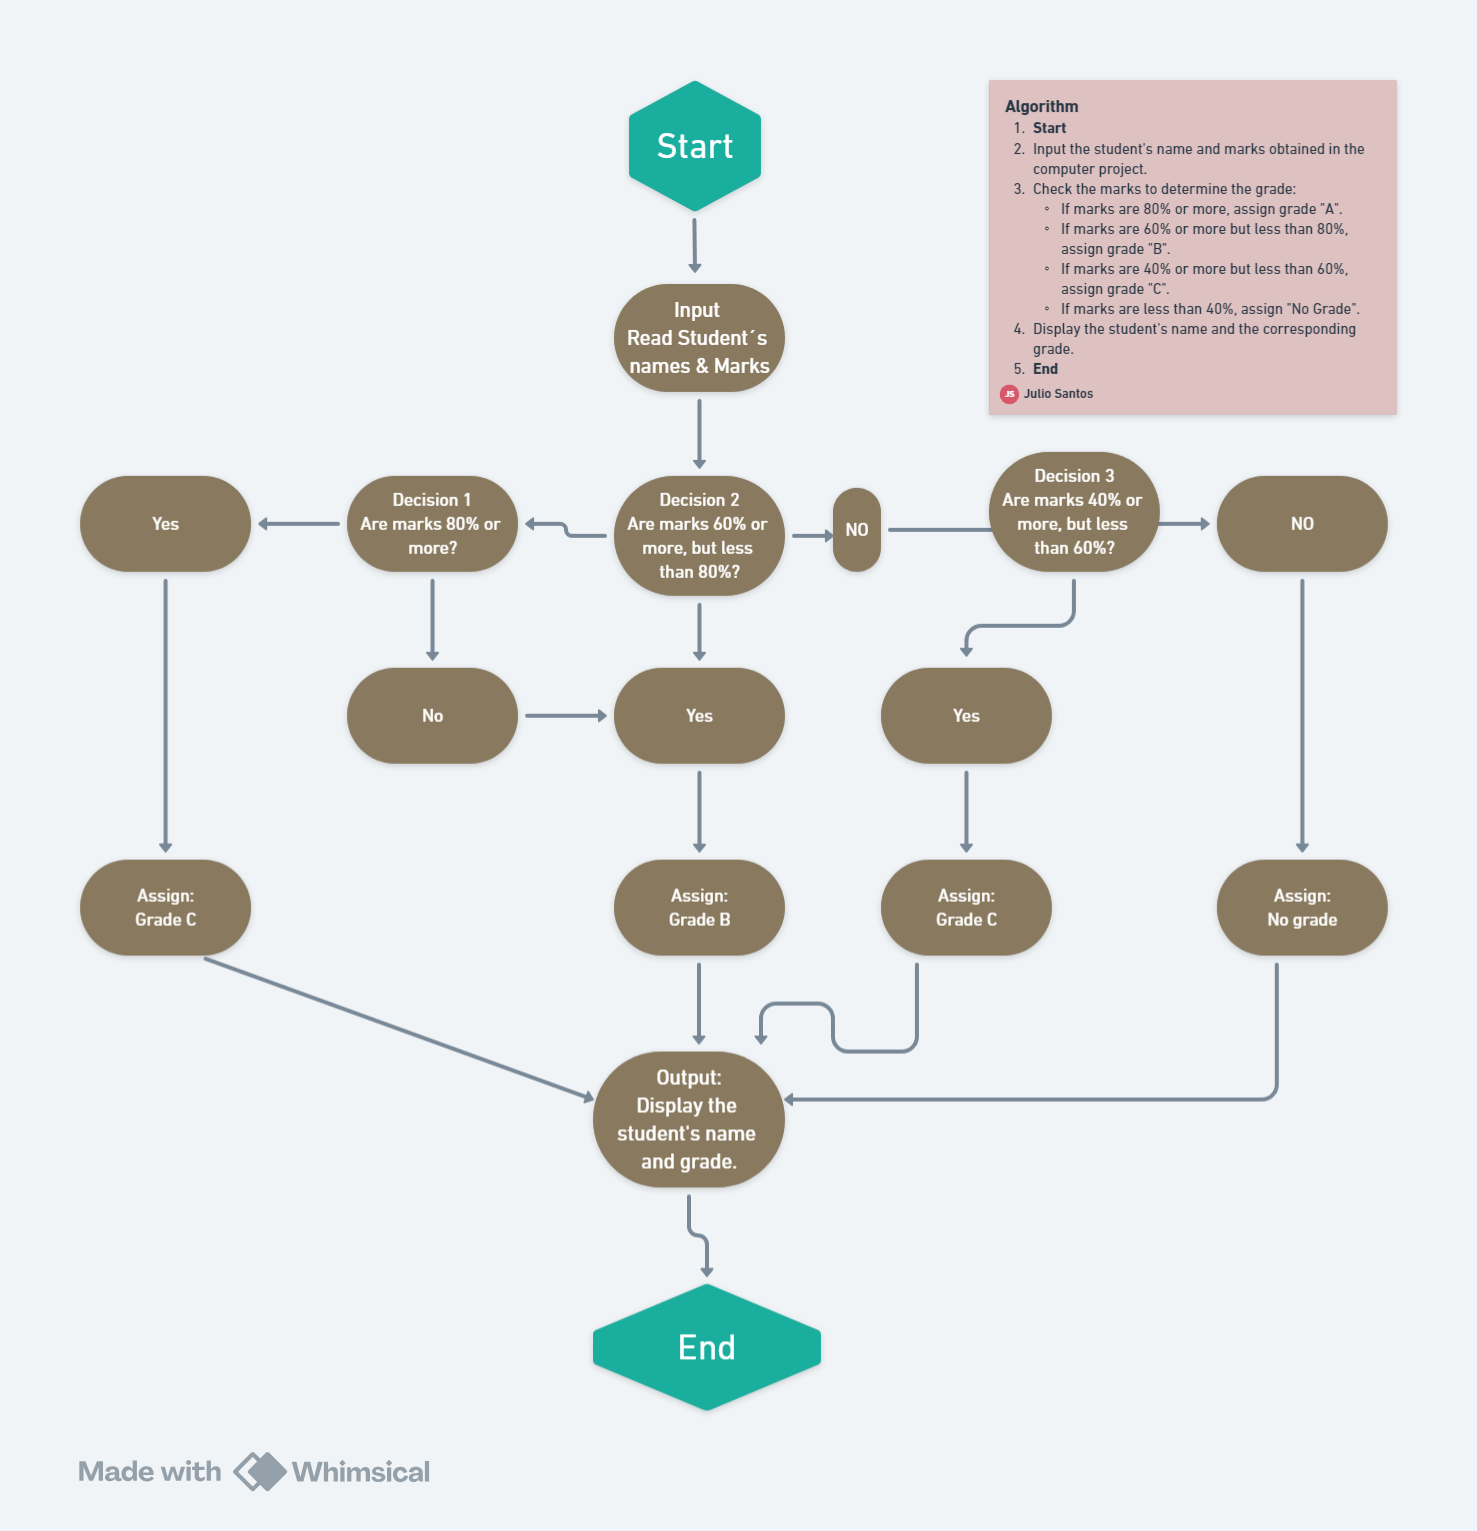 Start
Algorithm
1. Start
2. Input the student's name and marks obtained in the
computer project.
3. Check the marks to determine the grade:
◦ If marks are 80% or more, assign grade "A".
◦ If marks are 60% or more but less than 80%,
assign grade "B".
◦ If marks are 40% or more but less than 60%,
assign grade "C".
◦ If marks are less than 40%, assign "No Grade".
4. Display the student's name and the corresponding
grade.
5. End
JS Julio Santos
Input
Read Student´s
names & Marks
Yes
Decision 1
Are marks 80% or
more?
Decision 2
Are marks 60% or
more, but less
than 80%?
NO
Decision 3
Are marks 40% or
more, but less
than 60%?
NO
No
Yes
Yes
Assign:
Grade C
Assign:
Grade B
Assign:
Grade C
Assign:
No grade
Output:
Display the
student's name
and grade.
End
Made with Whimsical